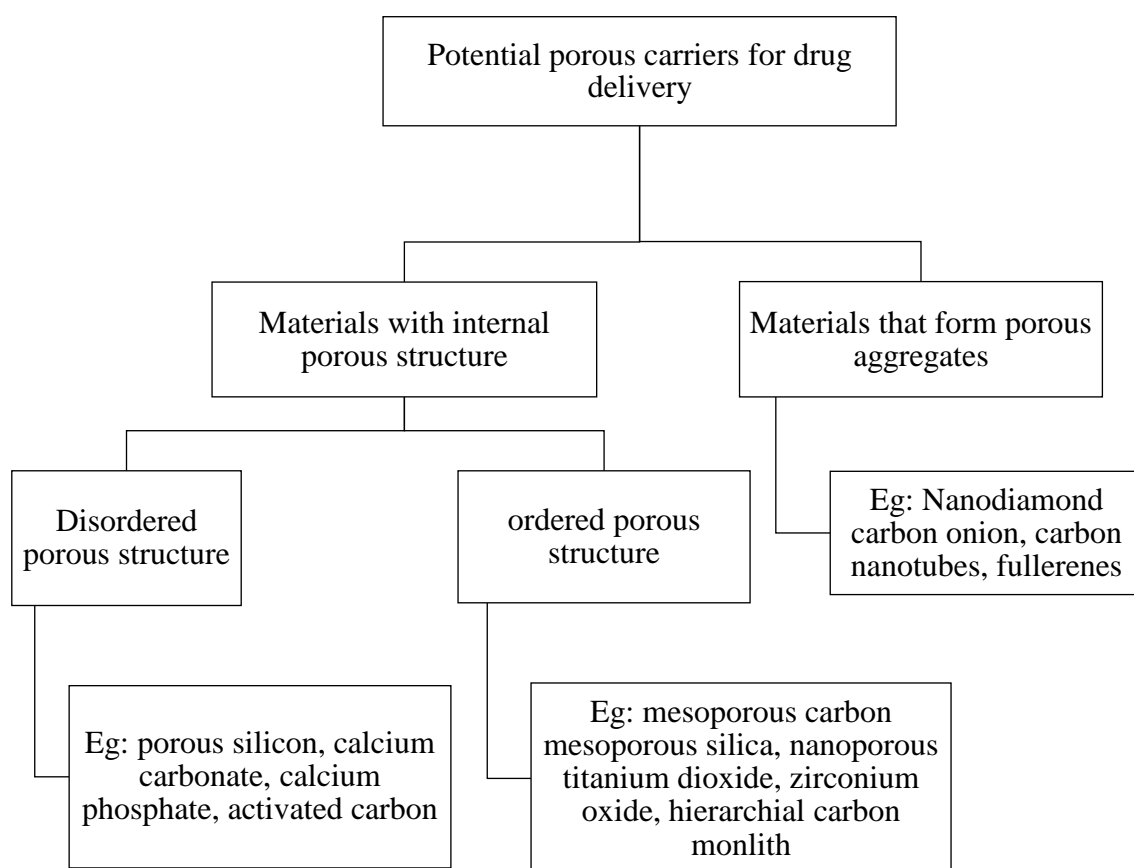 Potential porous carriers for drug
delivery
Materials with internal
porous structure
Materials that form porous
aggregates
Disordered
porous structure
ordered porous
structure
Eg: Nanodiamond
carbon onion, carbon
nanotubes, fullerenes
Eg: porous silicon, calcium
carbonate, calcium
phosphate, activated carbon
Eg: mesoporous carbon
mesoporous silica, nanoporous
titanium dioxide, zirconium
oxide, hierarchial carbon
monlith